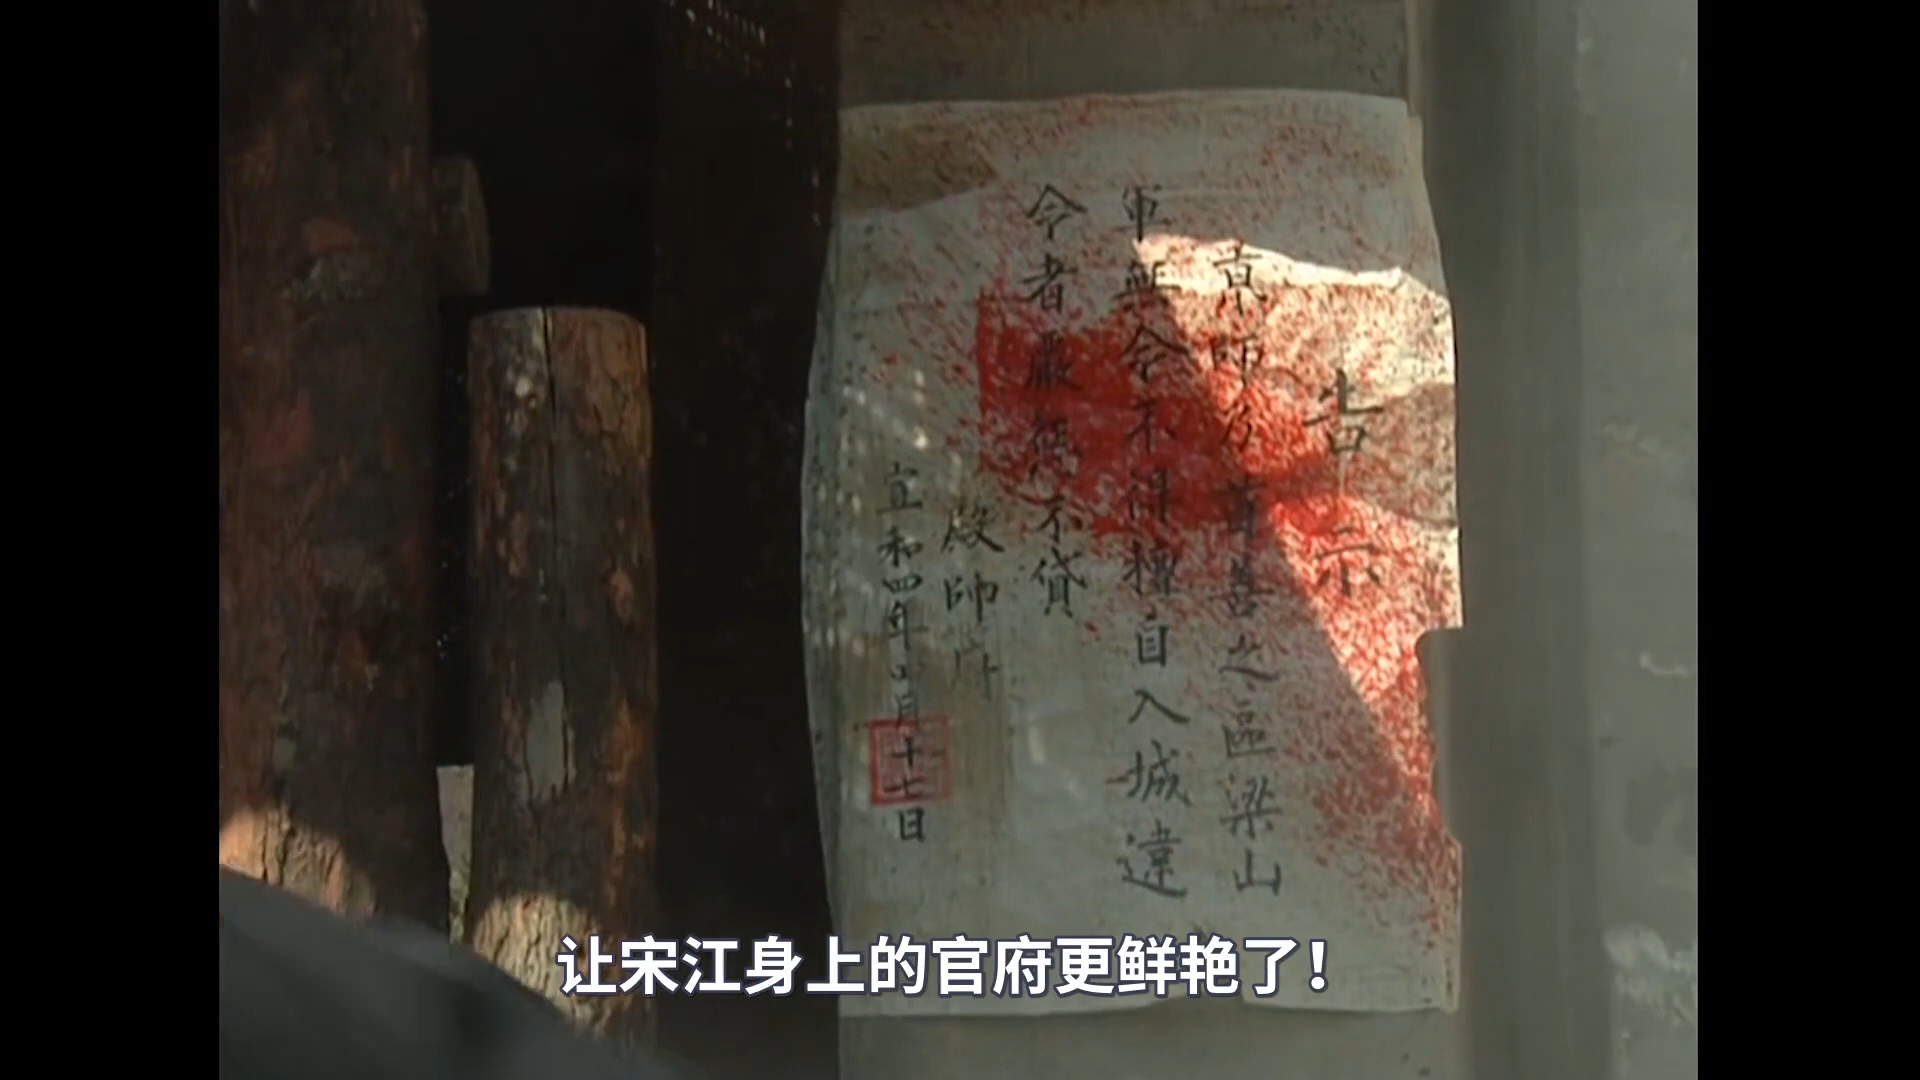 告示
京師乃首善之區梁山
軍無令不得擅自入城違
令者嚴懲不貸
殿帥府
宣和四年六月十七日
让宋江身上的官府更鲜艳了！